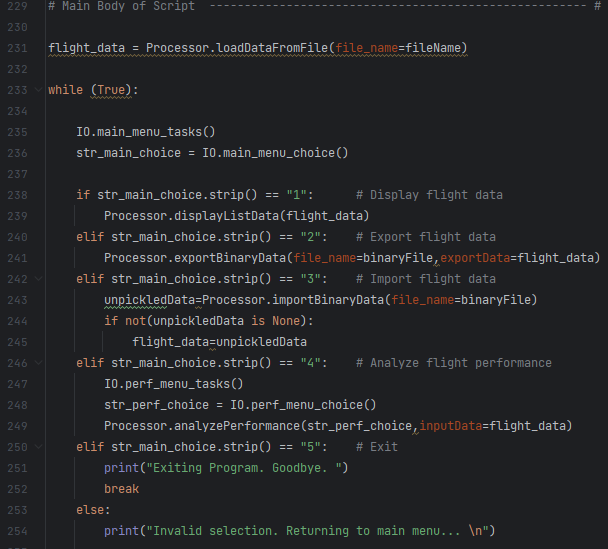 229 # Main Body of Script  ------------------------------------------------------ #
230
231 flight_data = Processor.loadDataFromFile(file_name=fileName)
232
233 while (True):
234
235     IO.main_menu_tasks()
236     str_main_choice = IO.main_menu_choice()
237
238     if str_main_choice.strip() == "1":      # Display flight data
239         Processor.displayListData(flight_data)
240     elif str_main_choice.strip() == "2":    # Export flight data
241         Processor.exportBinaryData(file_name=binaryFile,exportData=flight_data)
242     elif str_main_choice.strip() == "3":    # Import flight data
243         unpickledData=Processor.importBinaryData(file_name=binaryFile)
244         if not(unpickledData is None):
245             flight_data=unpickledData
246     elif str_main_choice.strip() == "4":    # Analyze flight performance
247         IO.perf_menu_tasks()
248         str_perf_choice = IO.perf_menu_choice()
249         Processor.analyzePerformance(str_perf_choice,inputData=flight_data)
250     elif str_main_choice.strip() == "5":    # Exit
251         print("Exiting Program. Goodbye. ")
252         break
253     else:
254         print("Invalid selection. Returning to main menu... \n")